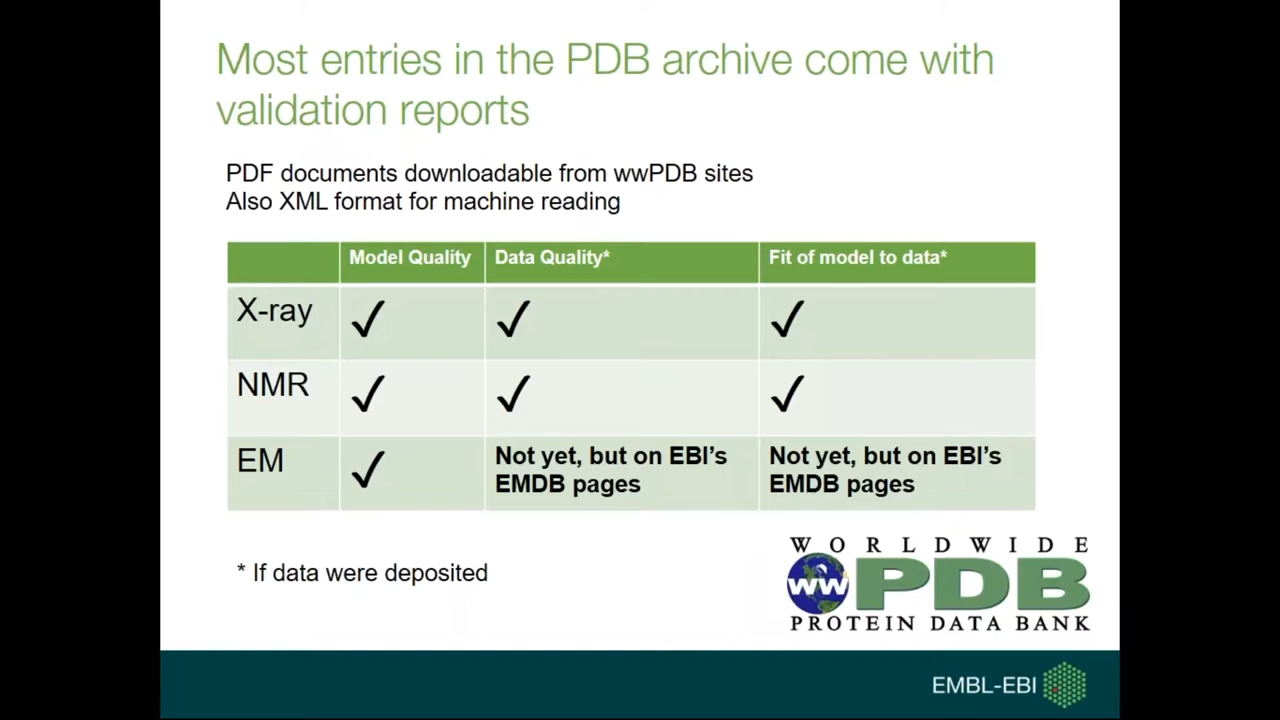 Most entries in the PDB archive come with
validation reports
PDF documents downloadable from wwPDB sites
Also XML format for machine reading
Model Quality Data Quality* Fit of model to data*
X-ray ✓ ✓ ✓
NMR ✓ ✓ ✓
EM ✓ Not yet, but on EBI's Not yet, but on EBI's
EMDB pages EMDB pages
* If data were deposited
WORLDWIDE
ww PDB
PROTEIN DATA BANK
EMBL-EBI